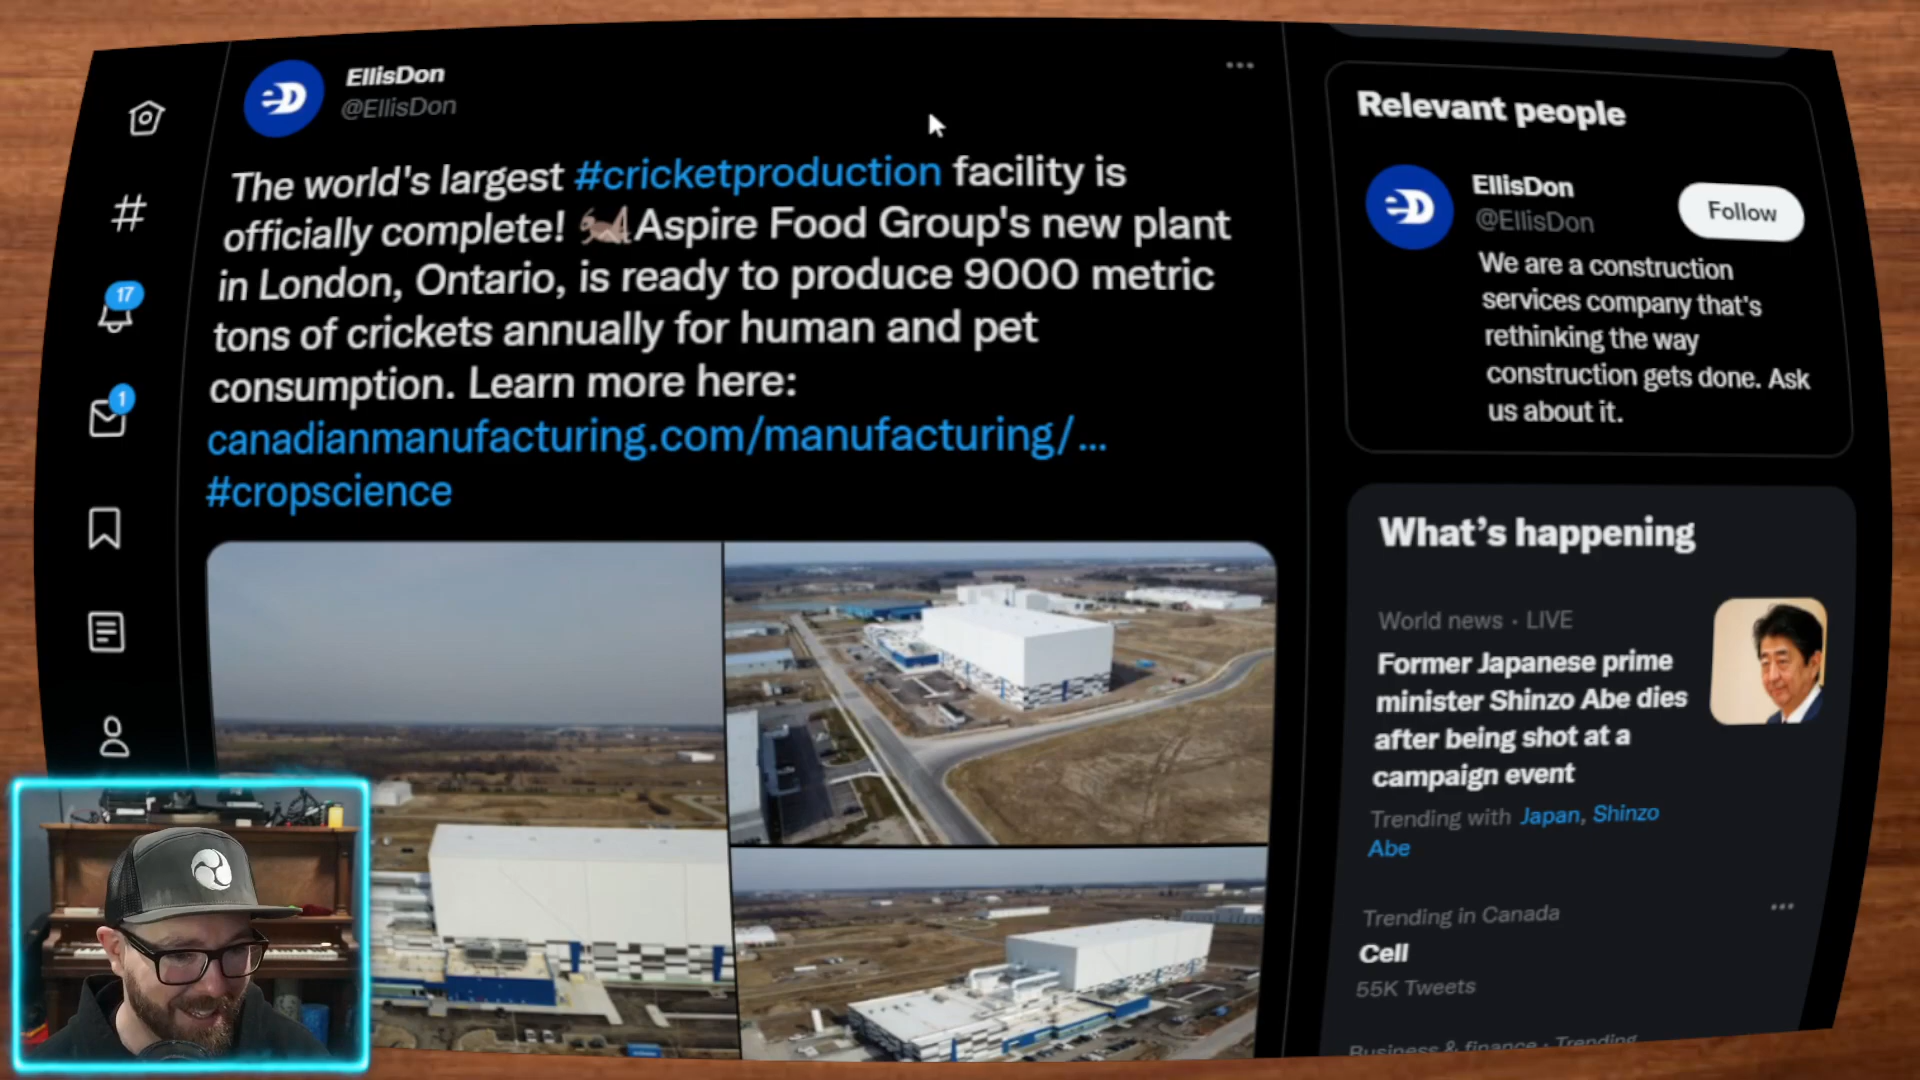 EllisDon
@EllisDon
The world's largest #cricketproduction facility is
officially complete! Aspire Food Group's new plant
in London, Ontario, is ready to produce 9000 metric
tons of crickets annually for human and pet
consumption. Learn more here:
canadianmanufacturing.com/manufacturing/...
#cropscience
17
1
Relevant people
EllisDon
@EllisDon
Follow
We are a construction
services company that's
rethinking the way
construction gets done. Ask
us about it.
What's happening
World news · LIVE
Former Japanese prime
minister Shinzo Abe dies
after being shot at a
campaign event
Trending with Japan, Shinzo
Abe
Trending in Canada
Cell
55K Tweets
Business & finance · Trending